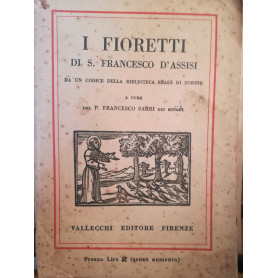 I FIORETTI
DI S. FRANCESCO D'ASSISI
DA UN CODICE DELLA BIBLIOTECA REALE DI TORINO
A CURA
DEL P. FRANCESCO SARRI DEI MINORI
VALLECCHI EDITORE FIRENZE
Prezzo Lire (senza aumento)